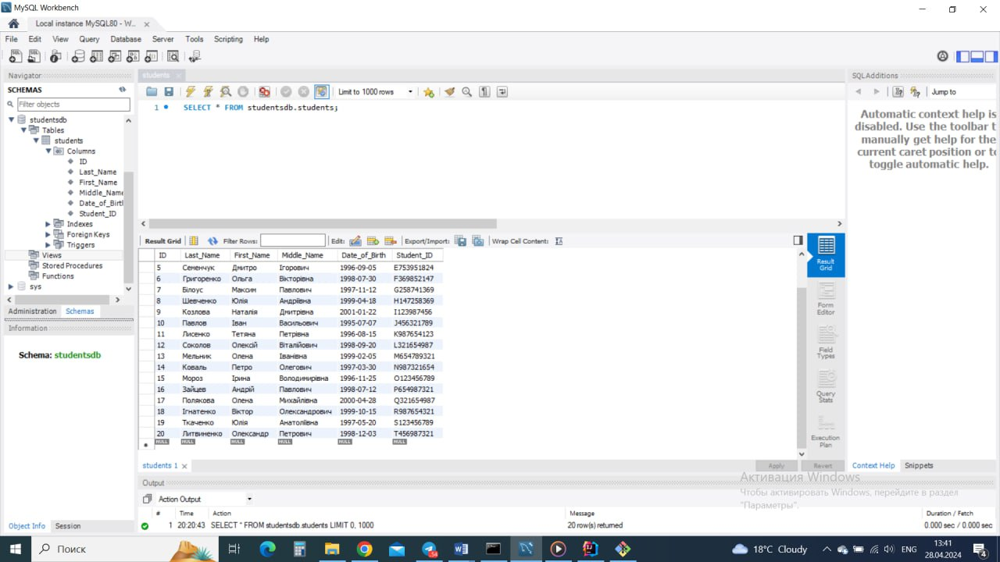 MySQL Workbench
Local instance MySQL80 - W...
File Edit View Query Database Server Tools Scripting Help
Navigator
students
SQLAdditions
SCHEMAS
Filter objects
Limit to 1000 rows
Jump to
1 SELECT * FROM studentsdb.students;
studentsdb
Tables
students
Columns
ID
Last_Name
First_Name
Middle_Name
Date_of_Birt
Student_ID
Indexes
Foreign Keys
Triggers
Views
Stored Procedures
Functions
sys
Automatic context help is
disabled. Use the toolbar t
manually get help for the
current caret position or to
toggle automatic help.
Administration Schemas
Information
Schema: studentsdb
Result Grid Filter Rows: Edit: Export/Import: Wrap Cell Content:
ID Last_Name First_Name Middle_Name Date_of_Birth Student_ID
5 Семенчук Дмитро Ігорович 1996-09-05 E753951824
6 Григоренко Ольга Вікторівна 1998-07-30 F369852147
7 Білоус Максим Павлович 1997-11-12 G258741369
8 Шевченко Юлія Андріївна 1999-04-18 H147258369
9 Козлова Наталія Дмитрівна 2001-01-22 I123987456
10 Павлов Іван Васильович 1995-07-07 J456321789
11 Лисенко Тетяна Петрівна 1996-08-15 K987654123
12 Соколов Олексій Віталійович 1998-09-20 L321654987
13 Мельник Олена Іванівна 1999-02-05 M654789321
14 Коваль Петро Олегович 1997-03-30 N987321654
15 Мороз Ірина Володимирівна 1996-11-25 O123456789
16 Зайцев Андрій Павлович 1998-07-12 P654987321
17 Полякова Олена Михайлівна 2000-04-28 Q321654987
18 Ігнатенко Віктор Олександрович 1999-10-15 R987654321
19 Ткаченко Юлія Анатоліївна 1997-05-20 S123456789
20 Литвиненко Олександр Петрович 1998-12-03 T456987321
NULL NULL NULL NULL NULL NULL
Result
Grid
Form
Editor
Field
Types
Query
Stats
Execution
Plan
students 1
Apply Revert
Context Help Snippets
Активация Windows
Чтобы активировать Windows, перейдите в раздел
"Параметры".
Output
Action Output
# Time Action Message Duration / Fetch
1 20:20:43 SELECT * FROM studentsdb.students LIMIT 0, 1000 20 row(s) returned 0.000 sec / 0.000 sec
Object Info Session
Поиск
34
18°C Cloudy
ENG
13:41
28.04.2024
4